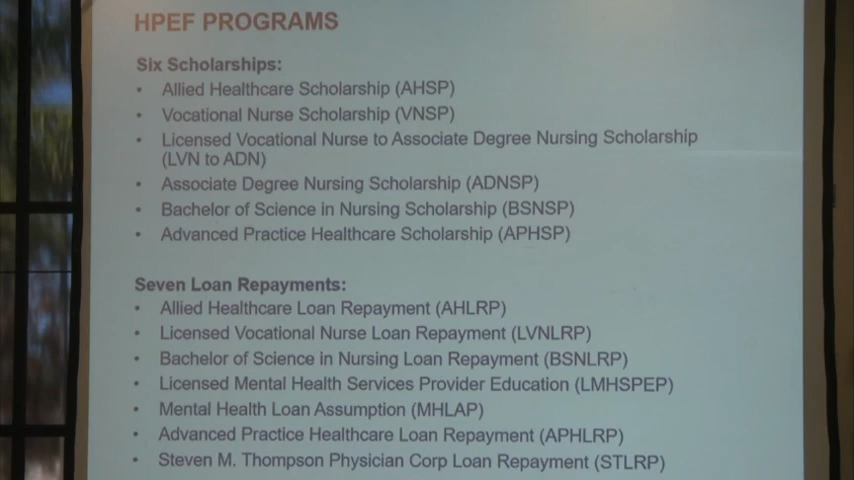 HPEF PROGRAMS
Six Scholarships:
• Allied Healthcare Scholarship (AHSP)
• Vocational Nurse Scholarship (VNSP)
• Licensed Vocational Nurse to Associate Degree Nursing Scholarship
(LVN to ADN)
• Associate Degree Nursing Scholarship (ADNSP)
• Bachelor of Science in Nursing Scholarship (BSNSP)
• Advanced Practice Healthcare Scholarship (APHSP)
Seven Loan Repayments:
• Allied Healthcare Loan Repayment (AHLRP)
• Licensed Vocational Nurse Loan Repayment (LVNLRP)
• Bachelor of Science in Nursing Loan Repayment (BSNLRP)
• Licensed Mental Health Services Provider Education (LMHSPEP)
• Mental Health Loan Assumption (MHLAP)
• Advanced Practice Healthcare Loan Repayment (APHLRP)
• Steven M. Thompson Physician Corp Loan Repayment (STLRP)